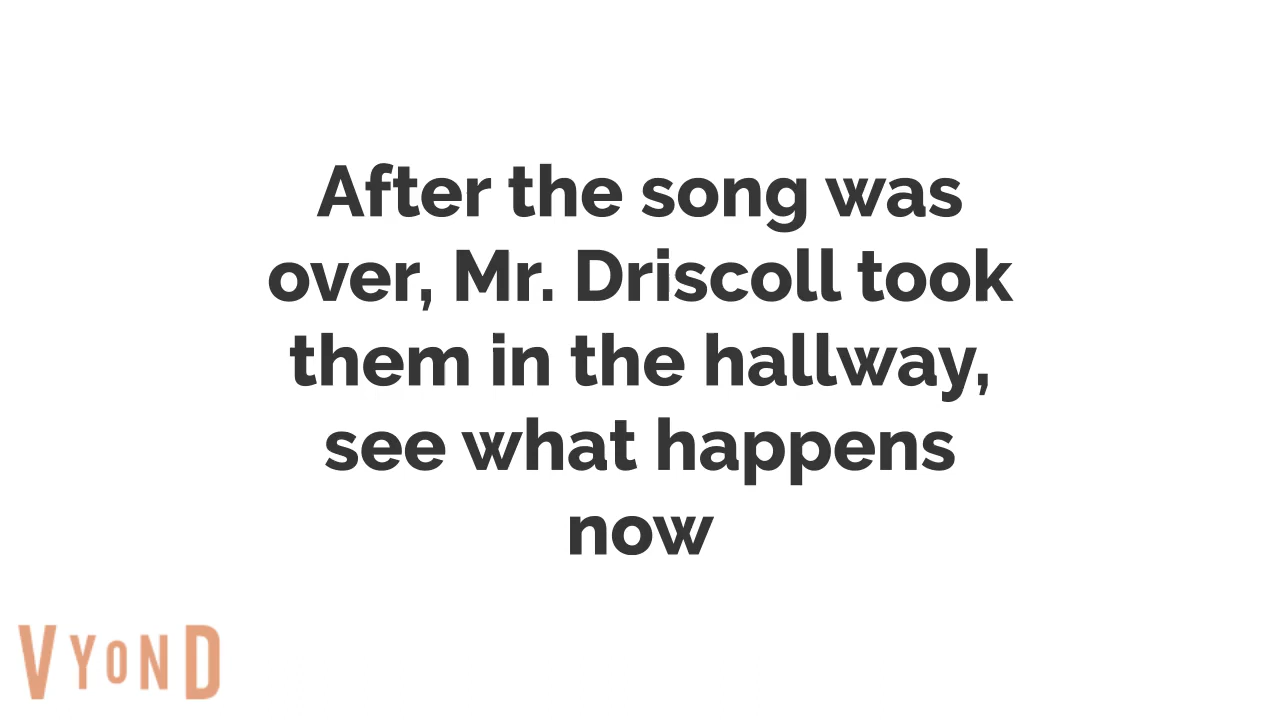 After the song was
over, Mr. Driscoll took
them in the hallway,
see what happens
now
VYOND